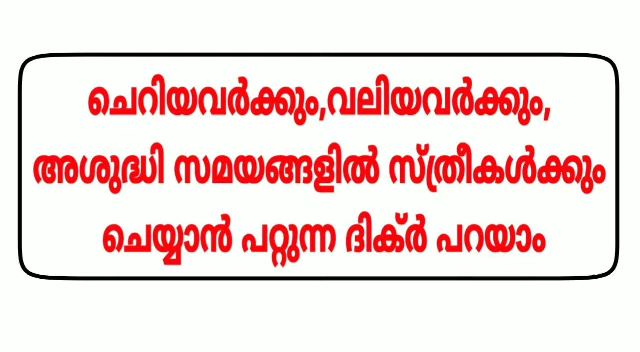 ചെറിയവർക്കും,വലിയവർക്കും,
അശുദ്ധി സമയങ്ങളിൽ സ്ത്രീകൾക്കും
ചെയ്യാൻ പറ്റുന്ന ദിക്ർ പറയാം